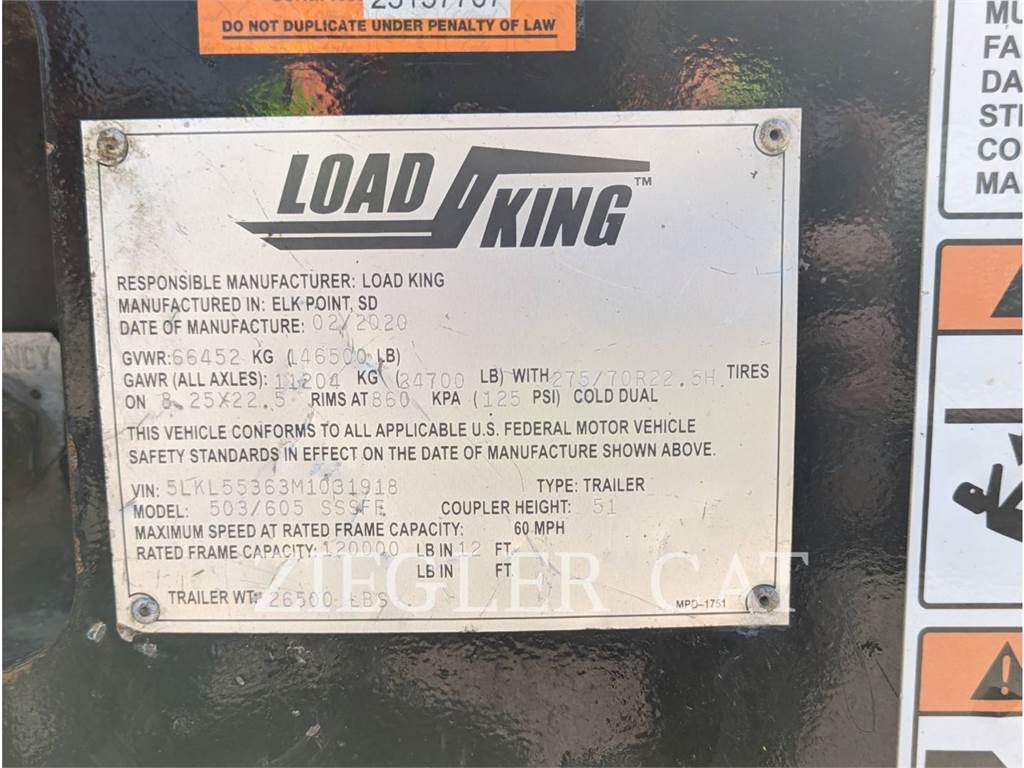 DO NOT DUPLICATE UNDER PENALTY OF LAW
LOAD KING™
RESPONSIBLE MANUFACTURER: LOAD KING
MANUFACTURED IN: ELK POINT, SD
DATE OF MANUFACTURE: 02/2020
GVWR: 66452 KG (146500 LB)
GAWR (ALL AXLES): 11204 KG (24700 LB) WITH 275/70R22.5H TIRES
ON 8.25X22.5 RIMS AT 860 KPA (125 PSI) COLD DUAL
THIS VEHICLE CONFORMS TO ALL APPLICABLE U.S. FEDERAL MOTOR VEHICLE
SAFETY STANDARDS IN EFFECT ON THE DATE OF MANUFACTURE SHOWN ABOVE.
VIN: 5LKL55363M1031918 TYPE: TRAILER
MODEL: 503/605 SSSFE COUPLER HEIGHT: 51
MAXIMUM SPEED AT RATED FRAME CAPACITY: 60 MPH
RATED FRAME CAPACITY: 120000 LB IN 12 FT.
LB IN FT.
TRAILER WT: 26500 LBS
MPD-1751
ZIEGLER CAT